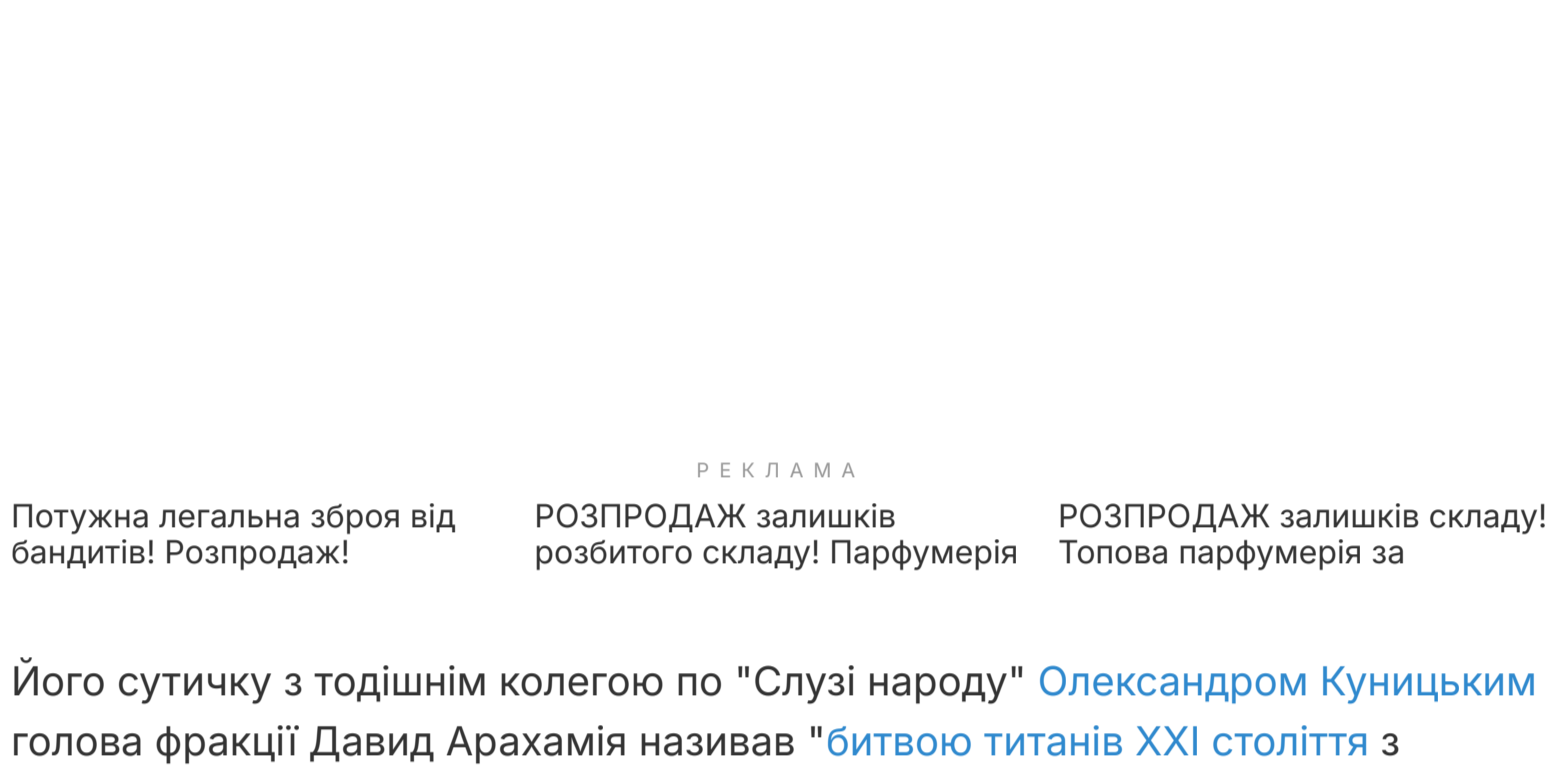 РЕКЛАМА
Потужна легальна зброя від
бандитів! Розпродаж!
РОЗПРОДАЖ залишків
розбитого складу! Парфумерія
РОЗПРОДАЖ залишків складу!
Топова парфумерія за
Його сутичку з тодішнім колегою по "Слузі народу" Олександром Куницьким
голова фракції Давид Арахамія називав "битвою титанів XXI століття з